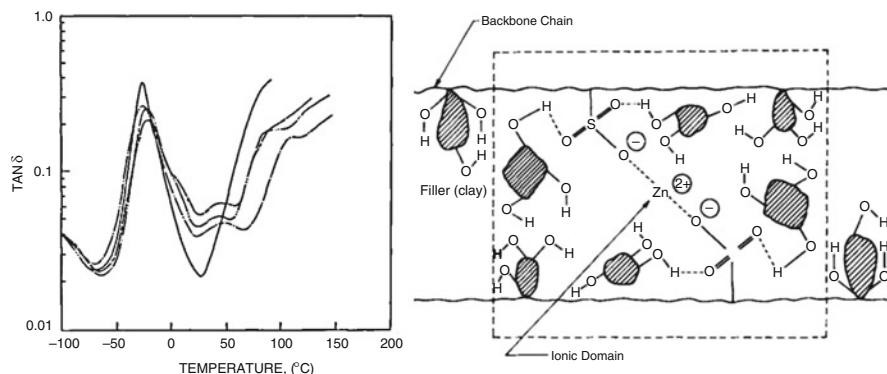 1.0
0.1
0.01
TAN δ
-100
-50
0
50
100
150
200
TEMPERATURE, (°C)
Backbone Chain
H
O
O
H
O
H
H
O
O
H
S
O
O
H
O
O
H
O
H
O
H
O
H
O
H
O
H
Filler (clay)
−
Zn
2+
−
O
H
O
H
O
H
O
H
O
H
O
O
H
O
H
O
H
O
H
O
H
O
O
O
H
H
O
O
H
Ionic Domain